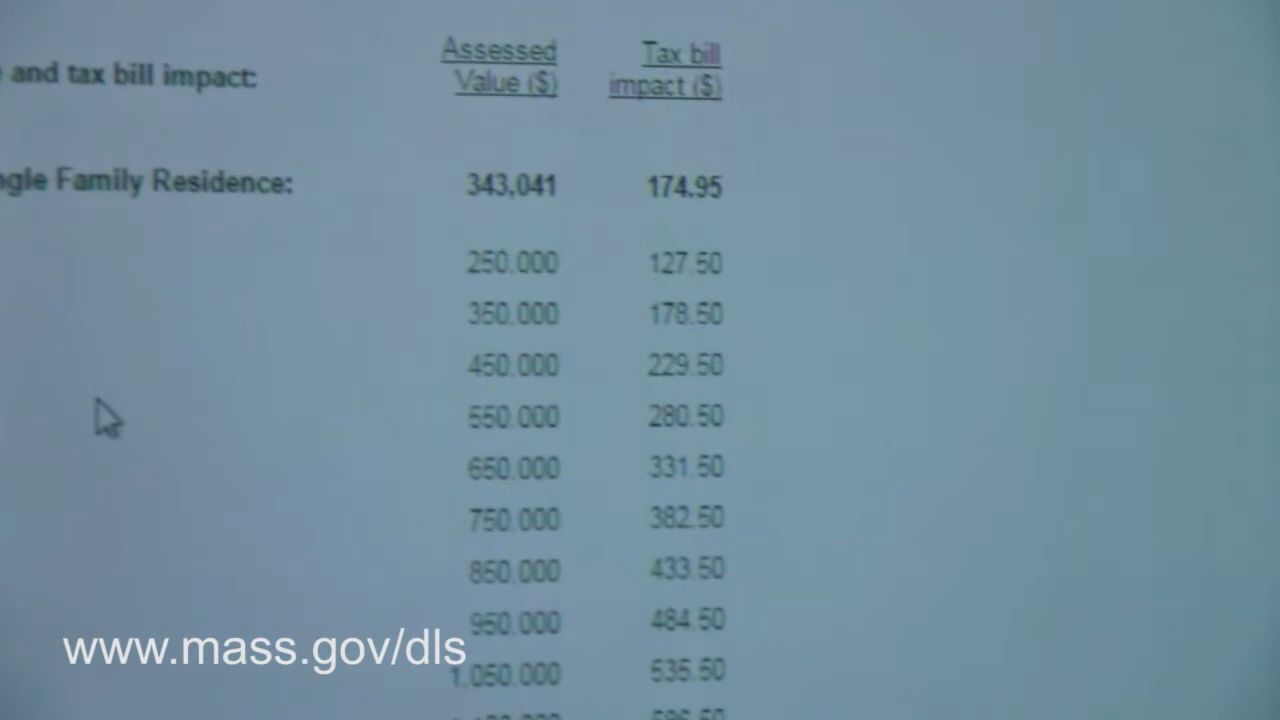 Assessed Tax bill
and tax bill impact: Value ($) impact ($)
ngle Family Residence: 343,041 174.95
250.000 127.50
350,000 178.50
450.000 229.50
550.000 280.50
650.000 331.50
750,000 382.50
850.000 433.50
950.000 484.50
www.mass.gov/dls
1,050.000 535.50